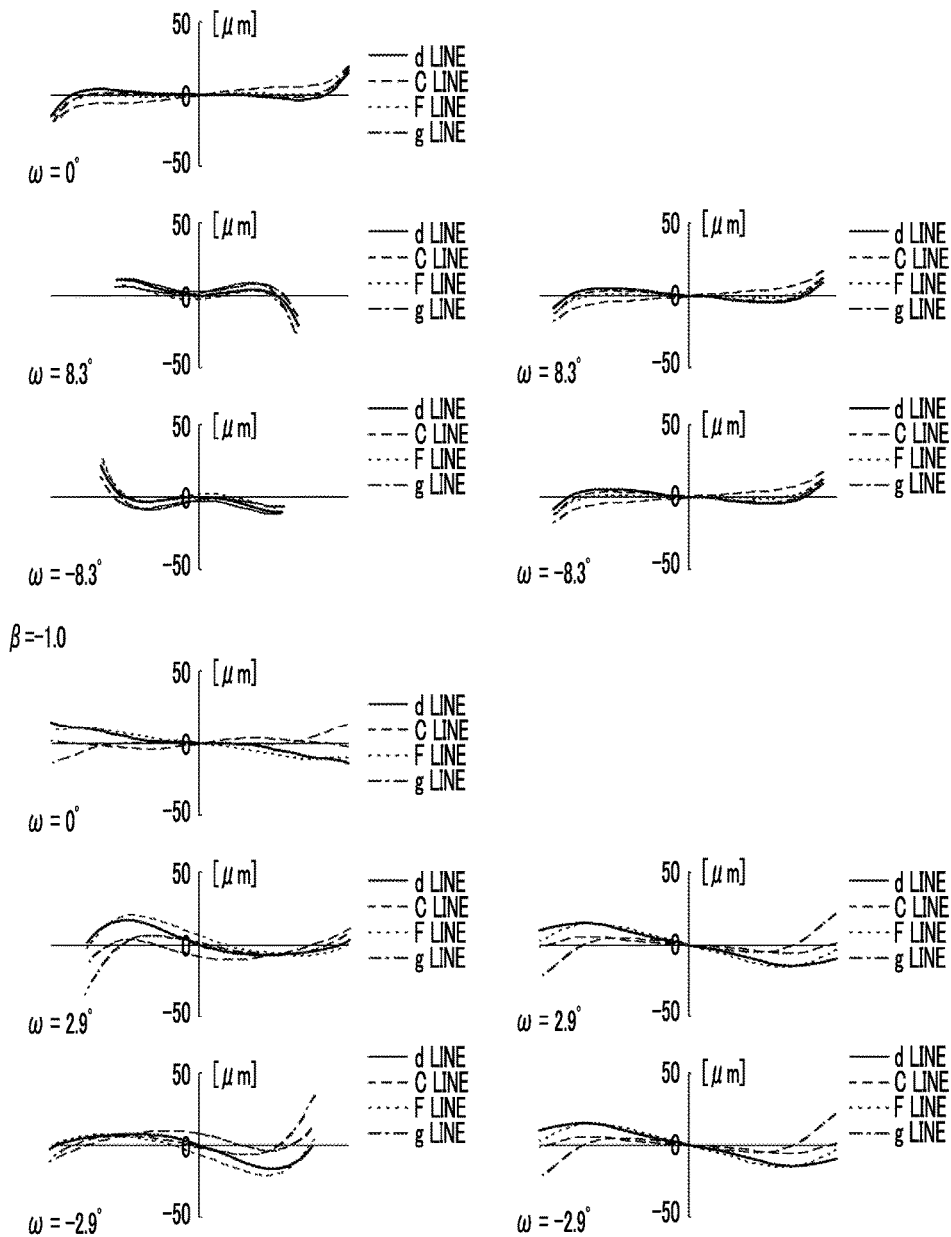 50 [μm]
0
-50
d LINE
C LINE
F LINE
g LINE
ω = 0°
50 [μm]
0
-50
d LINE
C LINE
F LINE
g LINE
ω = 8.3°
50 [μm]
0
-50
d LINE
C LINE
F LINE
g LINE
ω = 8.3°
50 [μm]
0
-50
d LINE
C LINE
F LINE
g LINE
ω = -8.3°
50 [μm]
0
-50
d LINE
C LINE
F LINE
g LINE
ω = -8.3°
β=-1.0
50 [μm]
0
-50
d LINE
C LINE
F LINE
g LINE
ω = 0°
50 [μm]
0
-50
d LINE
C LINE
F LINE
g LINE
ω = 2.9°
50 [μm]
0
-50
d LINE
C LINE
F LINE
g LINE
ω = 2.9°
50 [μm]
0
-50
d LINE
C LINE
F LINE
g LINE
ω = -2.9°
50 [μm]
0
-50
d LINE
C LINE
F LINE
g LINE
ω = -2.9°